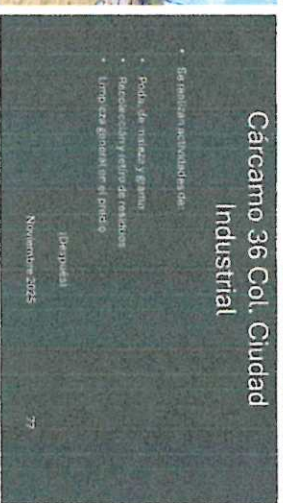 Cárcamo 36 Col. Ciudad
Industrial
• Se realizan actividades de:
• Poda, de maleza y gramo
• Recolección y retiro de residuos
• Limpieza general en el predio
(Después)
Noviembre 2025
77